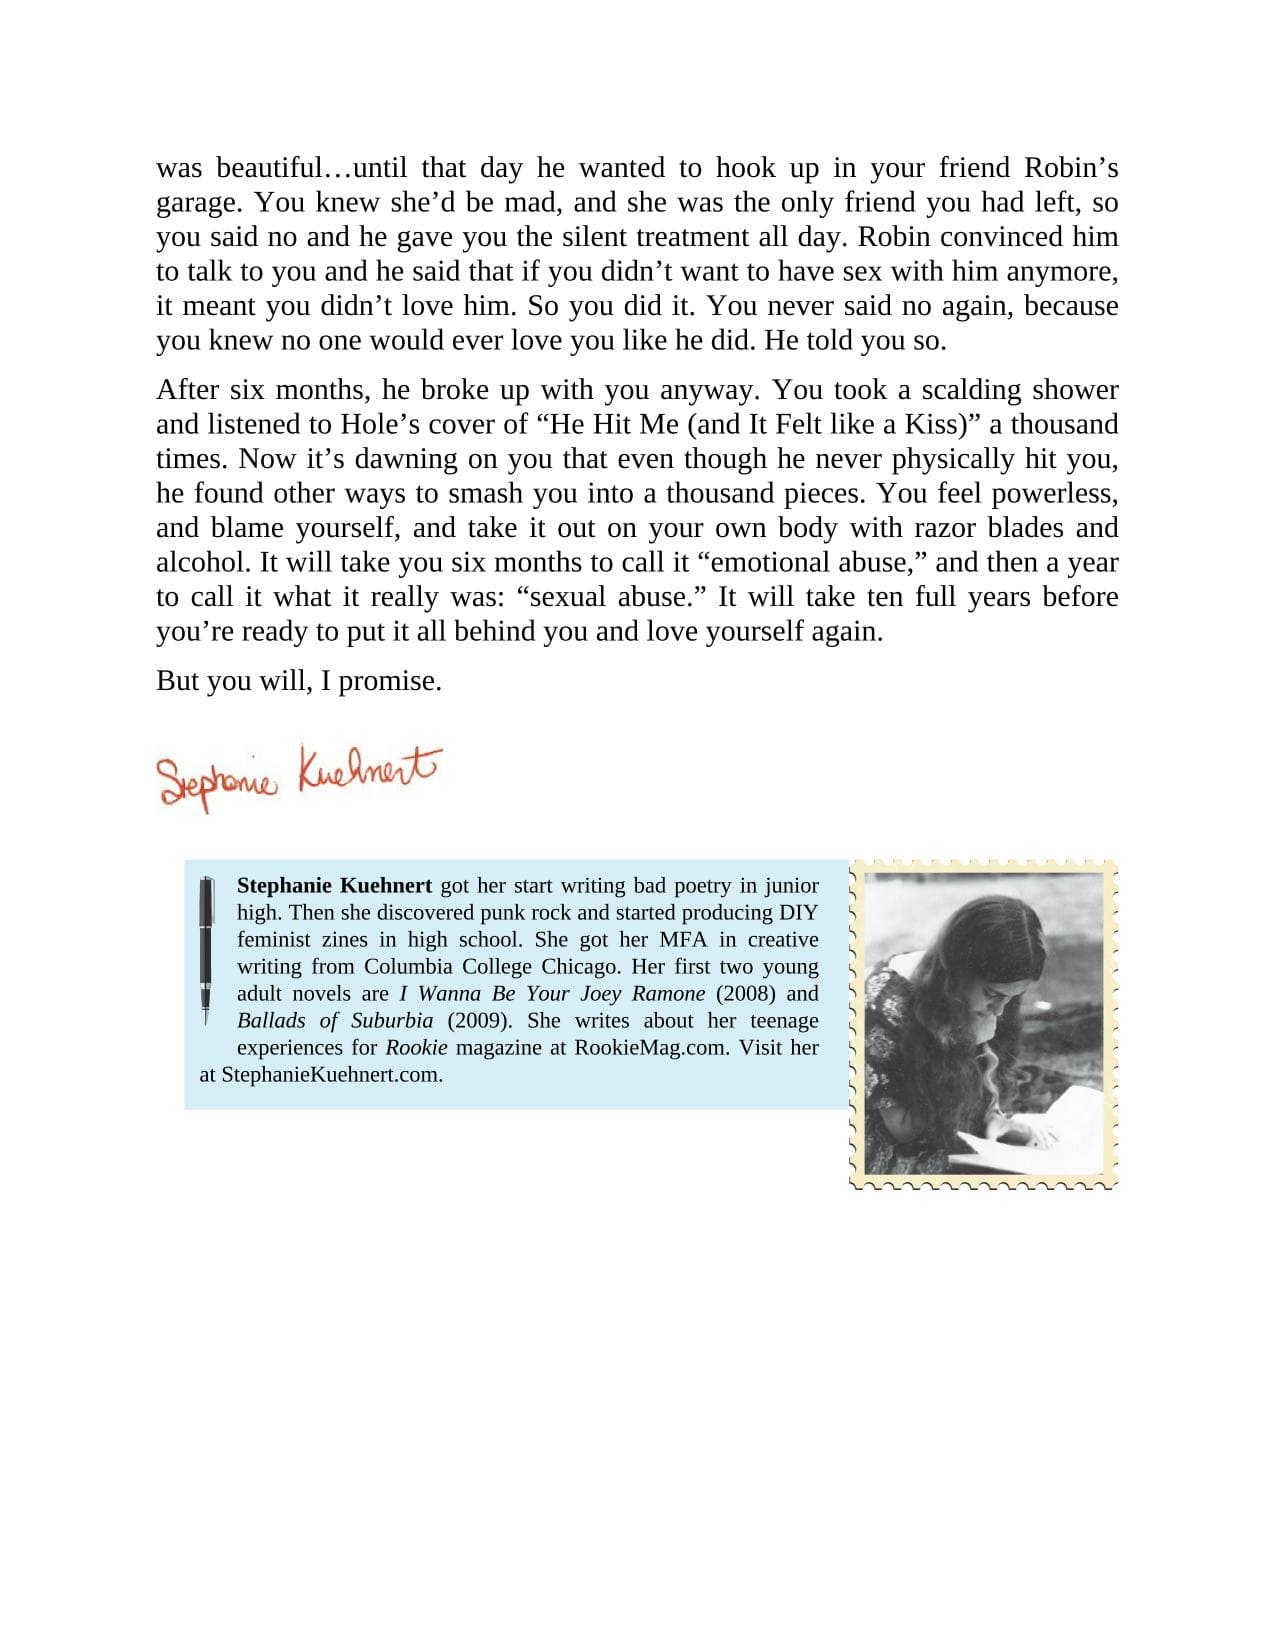 was beautiful…until that day he wanted to hook up in your friend Robin’s
garage. You knew she’d be mad, and she was the only friend you had left, so
you said no and he gave you the silent treatment all day. Robin convinced him
to talk to you and he said that if you didn’t want to have sex with him anymore,
it meant you didn’t love him. So you did it. You never said no again, because
you knew no one would ever love you like he did. He told you so.
After six months, he broke up with you anyway. You took a scalding shower
and listened to Hole’s cover of “He Hit Me (and It Felt like a Kiss)” a thousand
times. Now it’s dawning on you that even though he never physically hit you,
he found other ways to smash you into a thousand pieces. You feel powerless,
and blame yourself, and take it out on your own body with razor blades and
alcohol. It will take you six months to call it “emotional abuse,” and then a year
to call it what it really was: “sexual abuse.” It will take ten full years before
you’re ready to put it all behind you and love yourself again.
But you will, I promise.
Stephanie Kuehnert
Stephanie Kuehnert got her start writing bad poetry in junior
high. Then she discovered punk rock and started producing DIY
feminist zines in high school. She got her MFA in creative
writing from Columbia College Chicago. Her first two young
adult novels are I Wanna Be Your Joey Ramone (2008) and
Ballads of Suburbia (2009). She writes about her teenage
experiences for Rookie magazine at RookieMag.com. Visit her
at StephanieKuehnert.com.